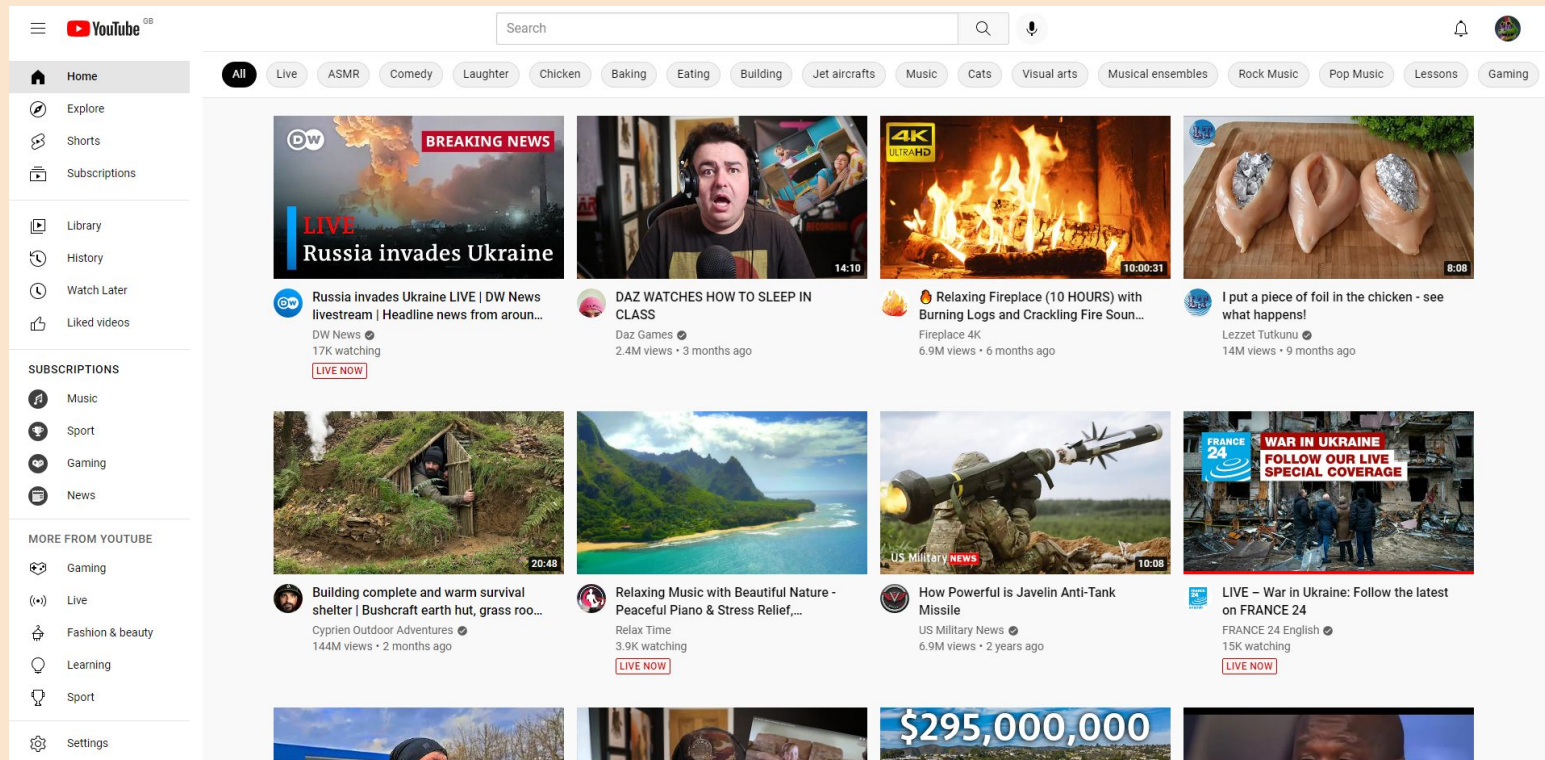 YouTube GB
Search
Home
Explore
Shorts
Subscriptions
Library
History
Watch Later
Liked videos
SUBSCRIPTIONS
Music
Sport
Gaming
News
MORE FROM YOUTUBE
Gaming
Live
Fashion & beauty
Learning
Sport
Settings
All Live ASMR Comedy Laughter Chicken Baking Eating Building Jet aircrafts Music Cats Visual arts Musical ensembles Rock Music Pop Music Lessons Gaming
DW
BREAKING NEWS
LIVE
Russia invades Ukraine
Russia invades Ukraine LIVE | DW News
livestream | Headline news from aroun...
DW News
17K watching
LIVE NOW
14:10
DAZ WATCHES HOW TO SLEEP IN
CLASS
Daz Games
2.4M views • 3 months ago
4K
ULTRA HD
10:00:31
🔥 Relaxing Fireplace (10 HOURS) with
Burning Logs and Crackling Fire Soun...
Fireplace 4K
6.9M views • 6 months ago
LT
8:08
I put a piece of foil in the chicken - see
what happens!
Lezzet Tutkunu
14M views • 9 months ago
20:48
Building complete and warm survival
shelter | Bushcraft earth hut, grass roo...
Cyprien Outdoor Adventures
144M views • 2 months ago
Relaxing Music with Beautiful Nature -
Peaceful Piano & Stress Relief,...
Relax Time
3.9K watching
LIVE NOW
US Military NEWS
10:08
How Powerful is Javelin Anti-Tank
Missile
US Military News
6.9M views • 2 years ago
FRANCE
24
WAR IN UKRAINE
FOLLOW OUR LIVE
SPECIAL COVERAGE
LIVE – War in Ukraine: Follow the latest
on FRANCE 24
FRANCE 24 English
15K watching
LIVE NOW
$295,000,000